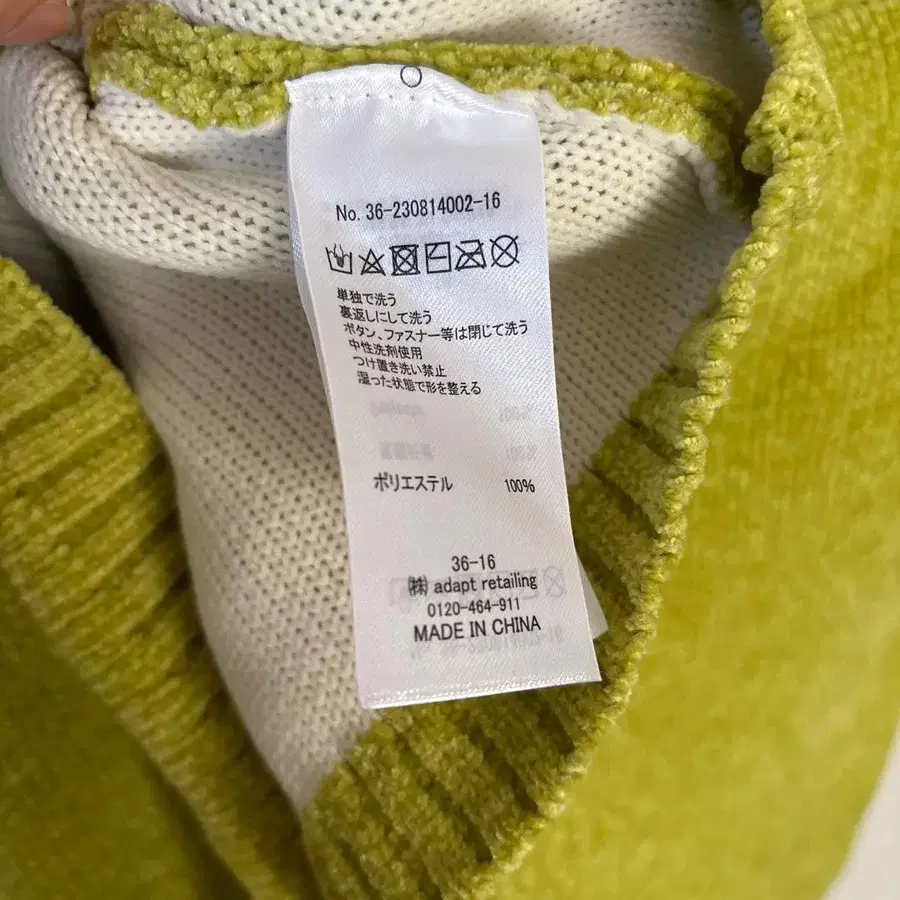 No. 36-230814002-16
単独で洗う
裏返しにして洗う
ボタン、ファスナー等は閉じて洗う
中性洗剤使用
つけ置き洗い禁止
湿った状態で形を整える
ポリエステル 100%
36-16
㈱ adapt retailing
0120-464-911
MADE IN CHINA